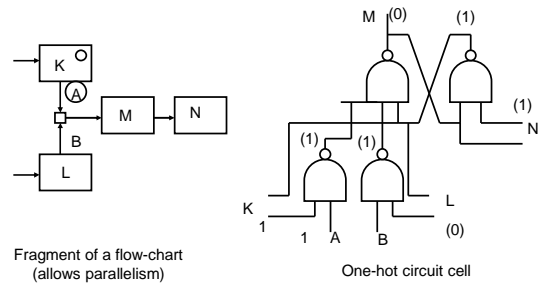 K
A
B
M
N
L
Fragment of a flow-chart
(allows parallelism)
M
(0)
(1)
(1)
N
(1)
(1)
K
L
1
1
A
B
(0)
One-hot circuit cell